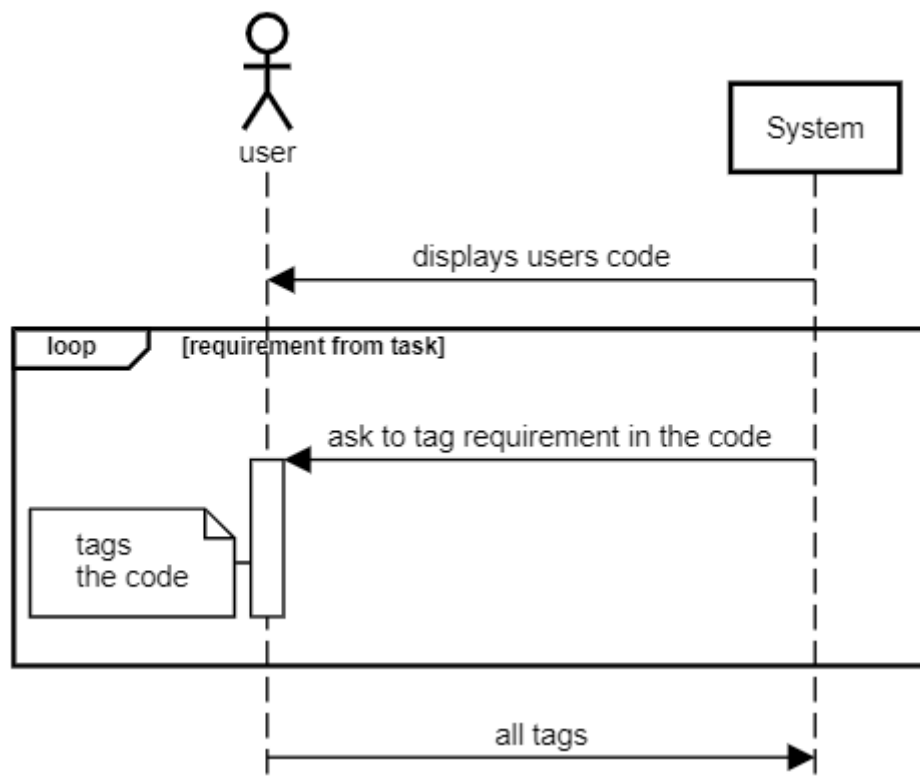 user
System
displays users code
loop
[requirement from task]
ask to tag requirement in the code
tags
the code
all tags